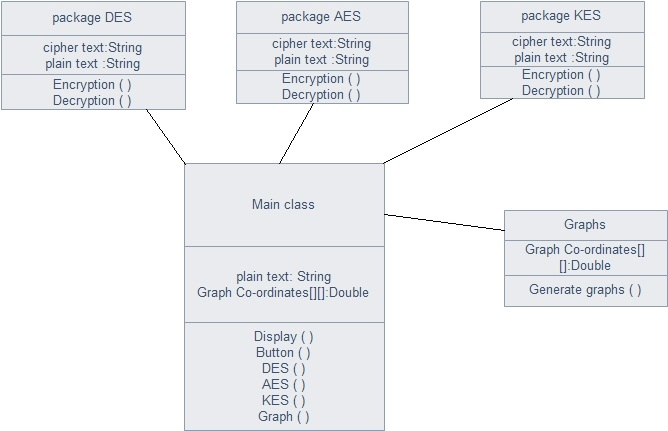 package DES
cipher text:String
plain text :String
Encryption ( )
Decryption ( )
package AES
cipher text:String
plain text :String
Encryption ( )
Decryption ( )
package KES
cipher text:String
plain text :String
Encryption ( )
Decryption ( )
Main class
plain text: String
Graph Co-ordinates[][]:Double
Display ( )
Button ( )
DES ( )
AES ( )
KES ( )
Graph ( )
Graphs
Graph Co-ordinates[]
[]:Double
Generate graphs ( )